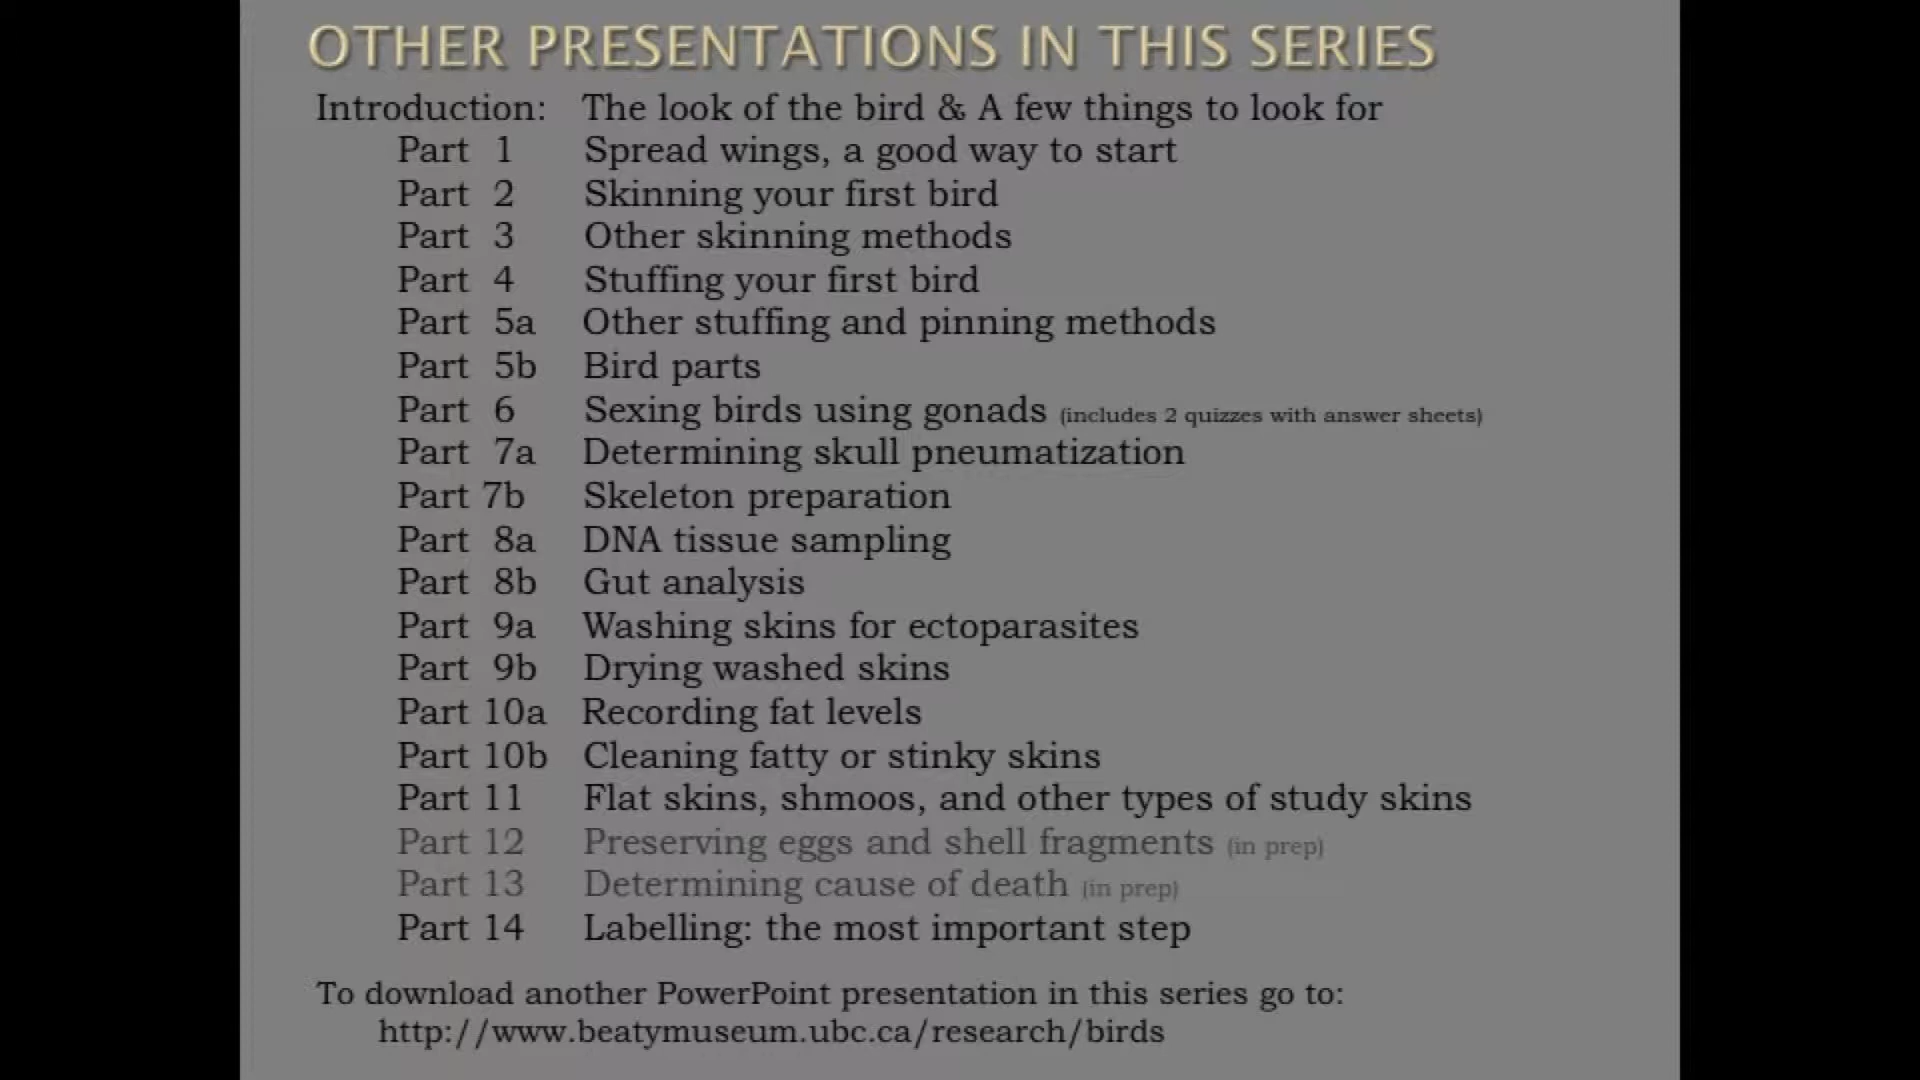 OTHER PRESENTATIONS IN THIS SERIES
Introduction: The look of the bird & A few things to look for
Part 1 Spread wings, a good way to start
Part 2 Skinning your first bird
Part 3 Other skinning methods
Part 4 Stuffing your first bird
Part 5a Other stuffing and pinning methods
Part 5b Bird parts
Part 6 Sexing birds using gonads (includes 2 quizzes with answer sheets)
Part 7a Determining skull pneumatization
Part 7b Skeleton preparation
Part 8a DNA tissue sampling
Part 8b Gut analysis
Part 9a Washing skins for ectoparasites
Part 9b Drying washed skins
Part 10a Recording fat levels
Part 10b Cleaning fatty or stinky skins
Part 11 Flat skins, shmoos, and other types of study skins
Part 12 Preserving eggs and shell fragments (in prep)
Part 13 Determining cause of death (in prep)
Part 14 Labelling: the most important step
To download another PowerPoint presentation in this series go to:
http://www.beatymuseum.ubc.ca/research/birds